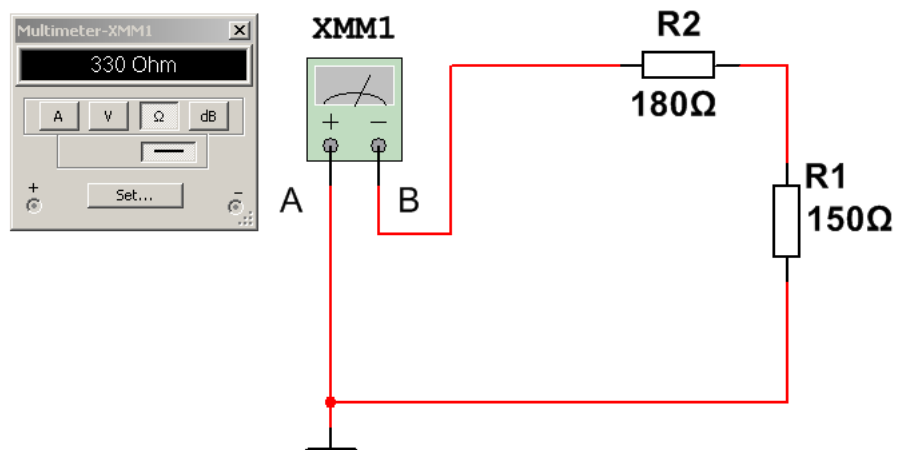 Multimeter-XMM1
330 Ohm
A V Ω dB
Set...
+ −
XMM1
+ −
A B
R2
180Ω
R1
150Ω